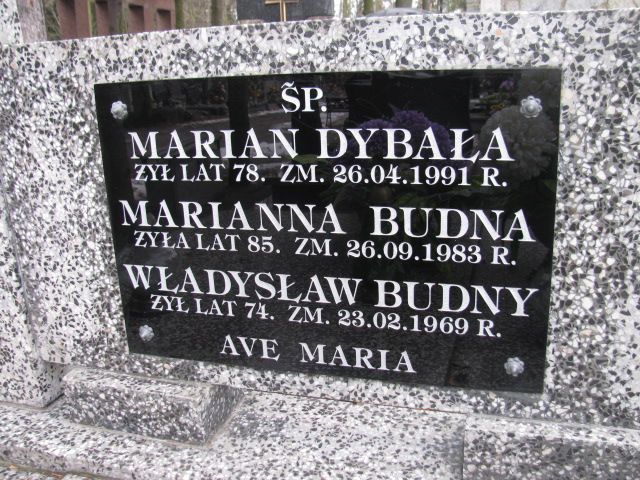 ŚP.
MARIAN DYBAŁA
ŻYŁ LAT 78. ZM. 26.04.1991 R.
MARIANNA BUDNA
ŻYŁA LAT 85. ZM. 26.09.1983 R.
WŁADYSŁAW BUDNY
ŻYŁ LAT 74. ZM. 23.02.1969 R.
AVE MARIA